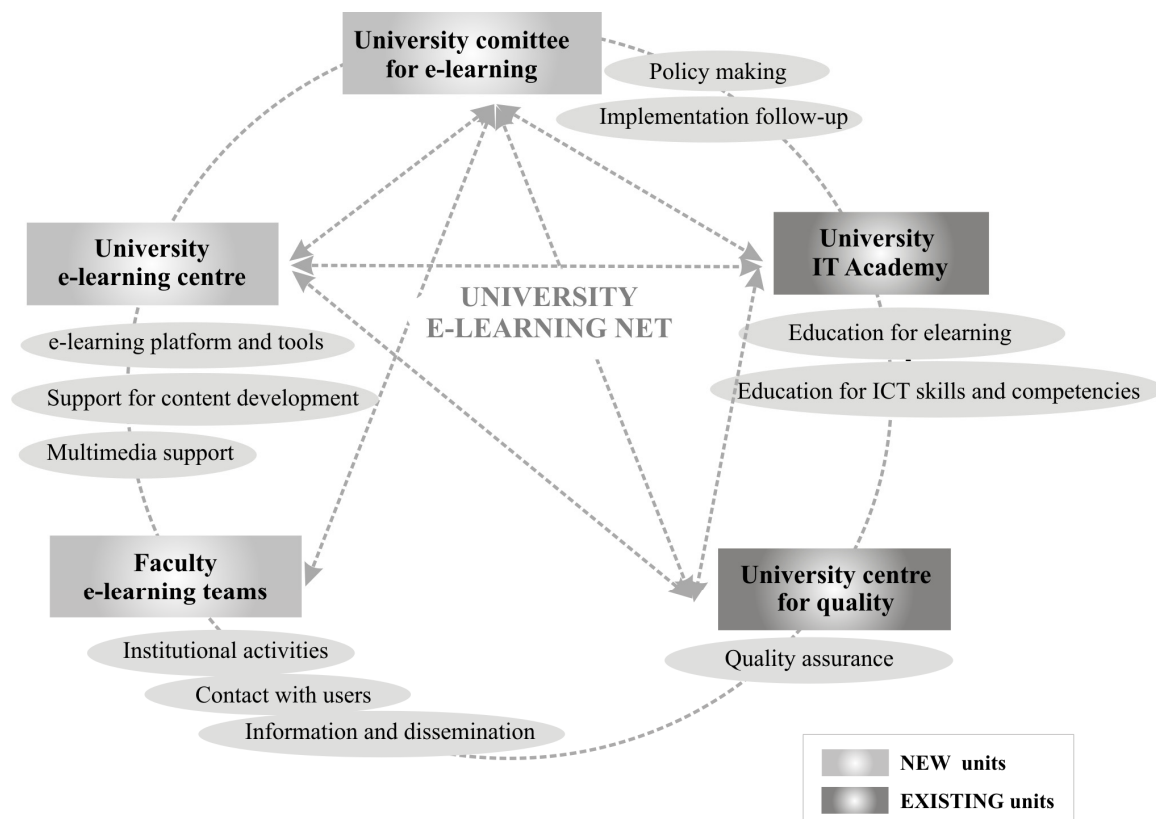 University comittee
for e-learning
Policy making
Implementation follow-up
University
e-learning centre
University
IT Academy
UNIVERSITY
E-LEARNING NET
e-learning platform and tools
Support for content development
Multimedia support
Education for elearning
Education for ICT skills and competencies
Faculty
e-learning teams
University centre
for quality
Institutional activities
Contact with users
Information and dissemination
Quality assurance
NEW units
EXISTING units